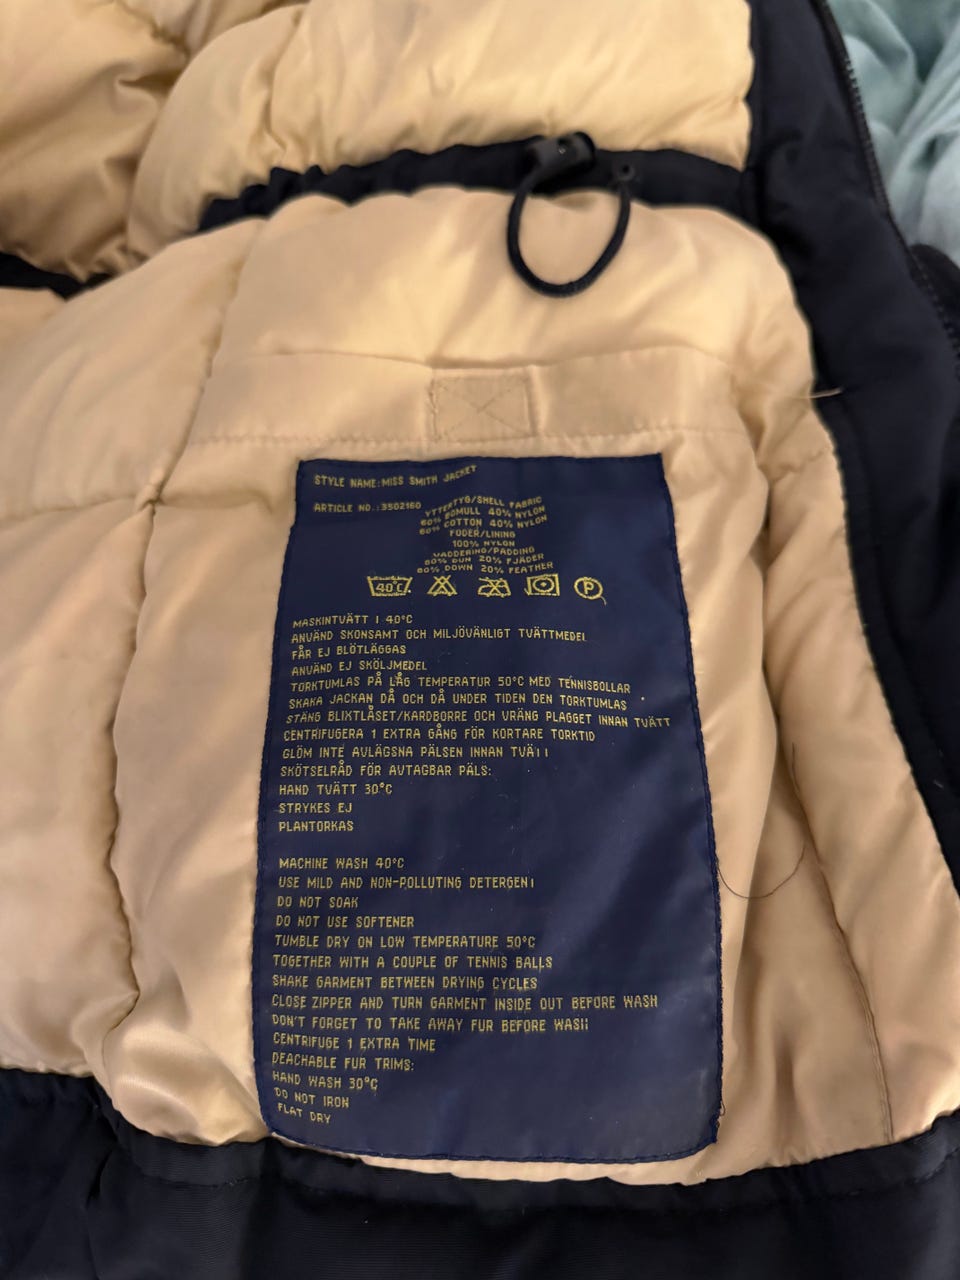 STYLE NAME: MISS SMITH JACKET
ARTICLE NO.: 3502160
YTTERTYG/SHELL FABRIC
60% BOMULL 40% NYLON
60% COTTON 40% NYLON
FODER/LINING
100% NYLON
VADDERING/PADDING
80% DUN 20% FJÄDER
80% DOWN 20% FEATHER
40°C P
MASKINTVÄTT I 40°C
ANVÄND SKONSAMT OCH MILJÖVÄNLIGT TVÄTTMEDEL
FÅR EJ BLÖTLÄGGAS
ANVÄND EJ SKÖLJMEDEL
TORKTUMLAS PÅ LÅG TEMPERATUR 50°C MED TENNISBOLLAR
SKAKA JACKAN DÅ OCH DÅ UNDER TIDEN DEN TORKTUMLAS
STÄNG BLIXTLÅSET/KARDBORRE OCH VRÄNG PLAGGET INNAN TVÄTT
CENTRIFUGERA 1 EXTRA GÅNG FÖR KORTARE TORKTID
GLÖM INTE AVLÄGSNA PÄLSEN INNAN TVÄTT
SKÖTSELRÅD FÖR AVTAGBAR PÄLS:
HAND TVÄTT 30°C
STRYKES EJ
PLANTORKAS
MACHINE WASH 40°C
USE MILD AND NON-POLLUTING DETERGENT
DO NOT SOAK
DO NOT USE SOFTENER
TUMBLE DRY ON LOW TEMPERATURE 50°C
TOGETHER WITH A COUPLE OF TENNIS BALLS
SHAKE GARMENT BETWEEN DRYING CYCLES
CLOSE ZIPPER AND TURN GARMENT INSIDE OUT BEFORE WASH
DON'T FORGET TO TAKE AWAY FUR BEFORE WASH
CENTRIFUGE 1 EXTRA TIME
DEACHABLE FUR TRIMS:
HAND WASH 30°C
DO NOT IRON
FLAT DRY